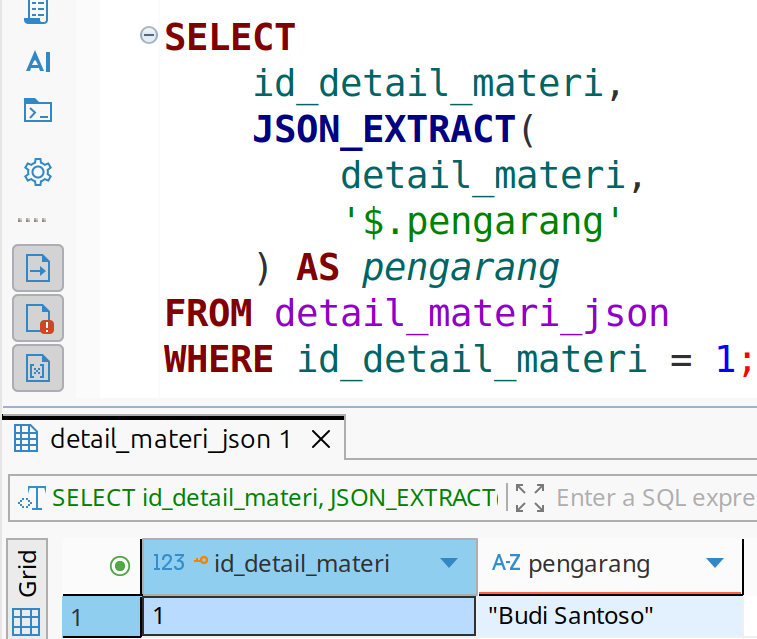 SELECT
id_detail_materi,
JSON_EXTRACT(
detail_materi,
'$.pengarang'
) AS pengarang
FROM detail_materi_json
WHERE id_detail_materi = 1;
AI
detail_materi_json 1
SELECT id_detail_materi, JSON_EXTRACT(
Enter a SQL expre
Grid
123 id_detail_materi
A-Z pengarang
1 1 "Budi Santoso"